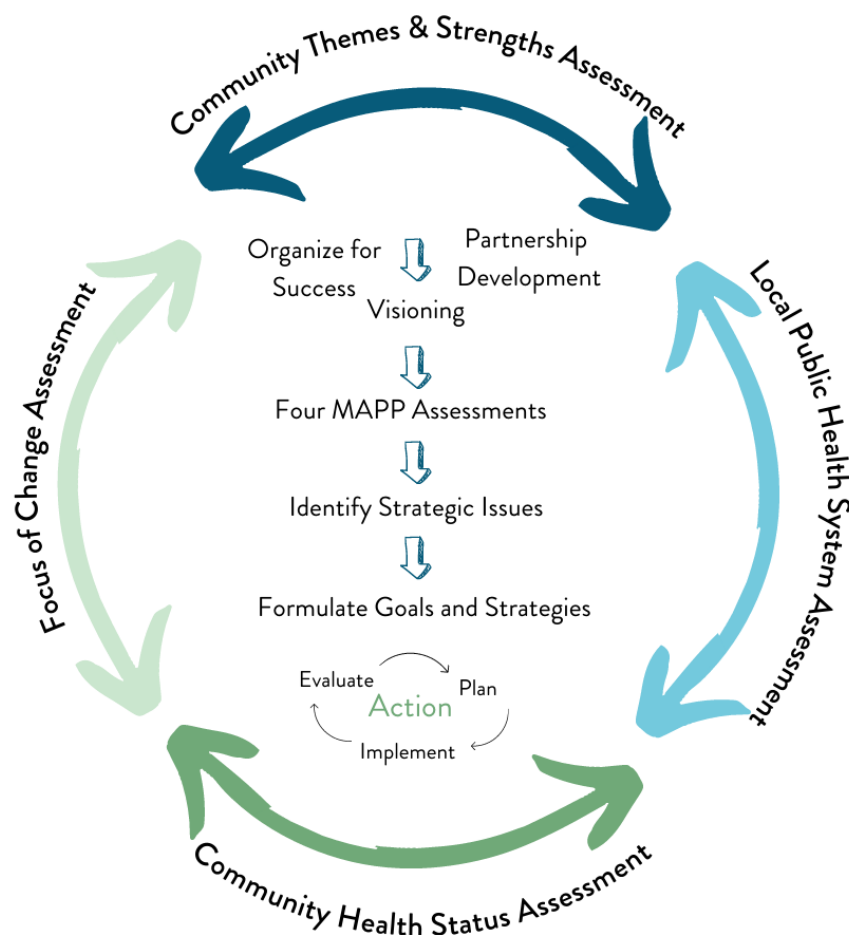 Community Themes & Strengths Assessment
Organize for
Success
Partnership
Development
Visioning
Four MAPP Assessments
Identify Strategic Issues
Formulate Goals and Strategies
Evaluate
Plan
Action
Implement
Focus of Change Assessment
Local Public Health System Assessment
Community Health Status Assessment